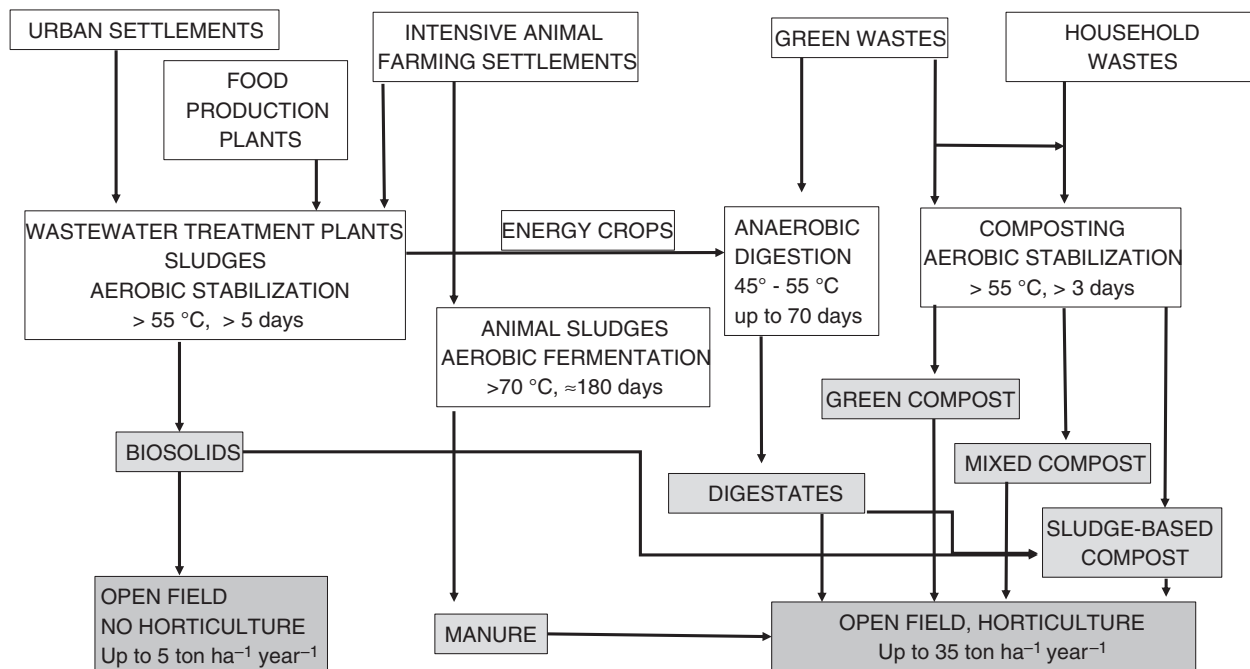 URBAN SETTLEMENTS
INTENSIVE ANIMAL
FARMING SETTLEMENTS
GREEN WASTES
HOUSEHOLD
WASTES
FOOD
PRODUCTION
PLANTS
WASTEWATER TREATMENT PLANTS
SLUDGES
AEROBIC STABILIZATION
> 55 °C, > 5 days
ENERGY CROPS
ANAEROBIC
DIGESTION
45° - 55 °C
up to 70 days
COMPOSTING
AEROBIC STABILIZATION
> 55 °C, > 3 days
ANIMAL SLUDGES
AEROBIC FERMENTATION
>70 °C, ≈180 days
GREEN COMPOST
BIOSOLIDS
MIXED COMPOST
DIGESTATES
SLUDGE-BASED
COMPOST
OPEN FIELD
NO HORTICULTURE
Up to 5 ton ha⁻¹ year⁻¹
MANURE
OPEN FIELD, HORTICULTURE
Up to 35 ton ha⁻¹ year⁻¹